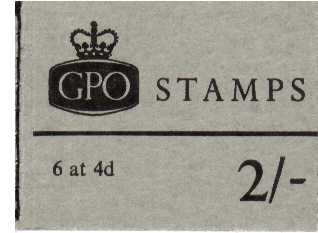 GPO STAMPS
6 at 4d 2/-